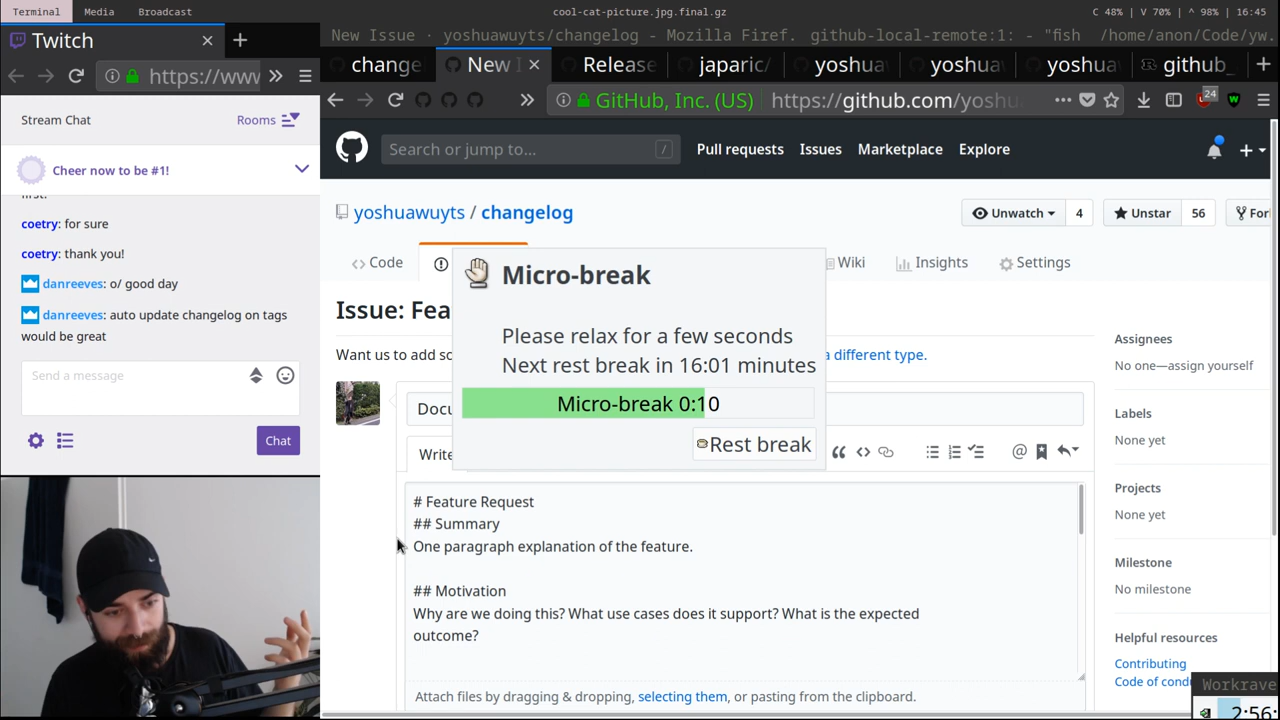 Terminal Media Broadcast
cool-cat-picture.jpg.final.gz
C 48% | V 70% | ^ 98% | 16:45
Twitch
https://www
Stream Chat
Rooms
Cheer now to be #1!
coetry: for sure
coetry: thank you!
danreeves: o/ good day
danreeves: auto update changelog on tags
would be great
Send a message
Chat
New Issue · yoshuawuyts/changelog - Mozilla Firef. github-local-remote:1: - "fish /home/anon/Code/yw.
change
New I
Release
japaric/
yoshua
yoshua
yoshua
github_
GitHub, Inc. (US) https://github.com/yoshu
24
Search or jump to... /
Pull requests Issues Marketplace Explore
yoshuawuyts / changelog
Unwatch 4
Unstar 56
For
Code
Wiki
Insights
Settings
Issue: Fea
Want us to add so
a different type.
Micro-break
Please relax for a few seconds
Next rest break in 16:01 minutes
Micro-break 0:10
Rest break
Docu
Write
# Feature Request
## Summary
One paragraph explanation of the feature.
## Motivation
Why are we doing this? What use cases does it support? What is the expected
outcome?
Attach files by dragging & dropping, selecting them, or pasting from the clipboard.
Assignees
No one—assign yourself
Labels
None yet
Projects
None yet
Milestone
No milestone
Helpful resources
Contributing
Code of cond
Workrave
2:56: